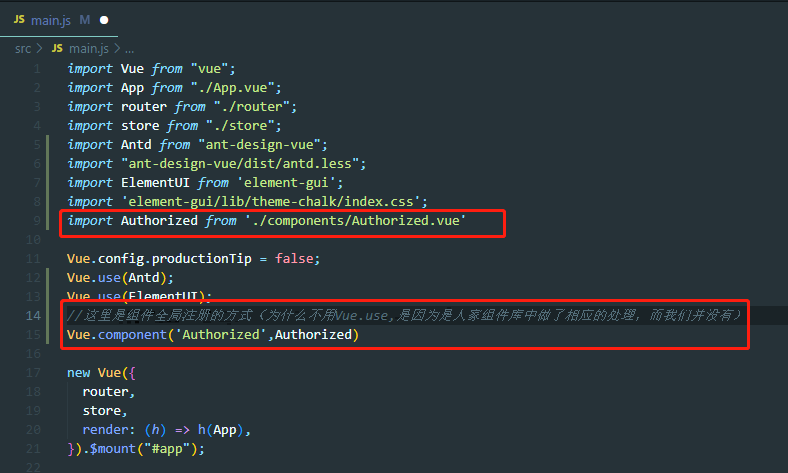 JS main.js M
src > JS main.js > ...
1 import Vue from "vue";
2 import App from "./App.vue";
3 import router from "./router";
4 import store from "./store";
5 import Antd from "ant-design-vue";
6 import "ant-design-vue/dist/antd.less";
7 import ElementUI from 'element-gui';
8 import 'element-gui/lib/theme-chalk/index.css';
9 import Authorized from './components/Authorized.vue'
10
11 Vue.config.productionTip = false;
12 Vue.use(Antd);
13 Vue.use(ElementUI);
14 //这里是组件全局注册的方式（为什么不用Vue.use,是因为是人家组件库中做了相应的处理，而我们并没有）
15 Vue.component('Authorized',Authorized)
16
17 new Vue({
18 router,
19 store,
20 render: (h) => h(App),
21 }).$mount("#app");
22